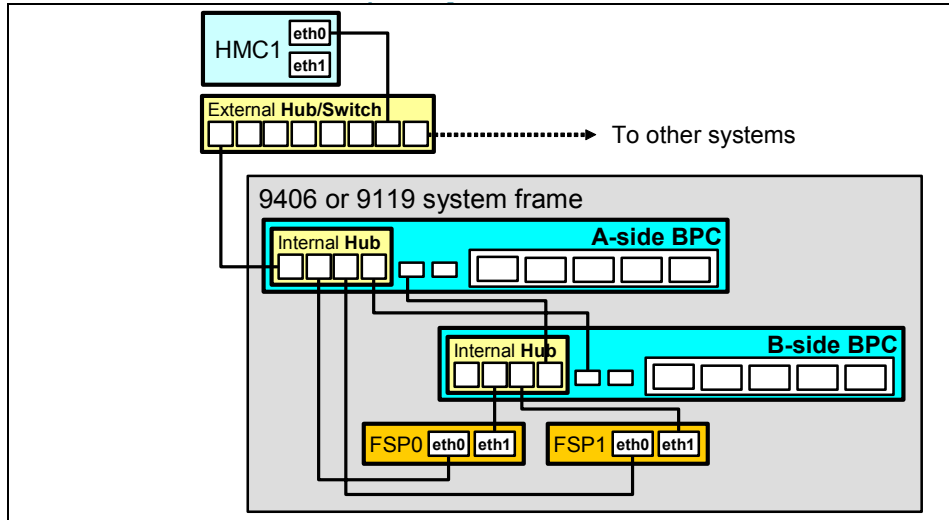 HMC1
eth0
eth1
External Hub/Switch
To other systems
9406 or 9119 system frame
Internal Hub
A-side BPC
Internal Hub
B-side BPC
FSP0 eth0 eth1
FSP1 eth0 eth1